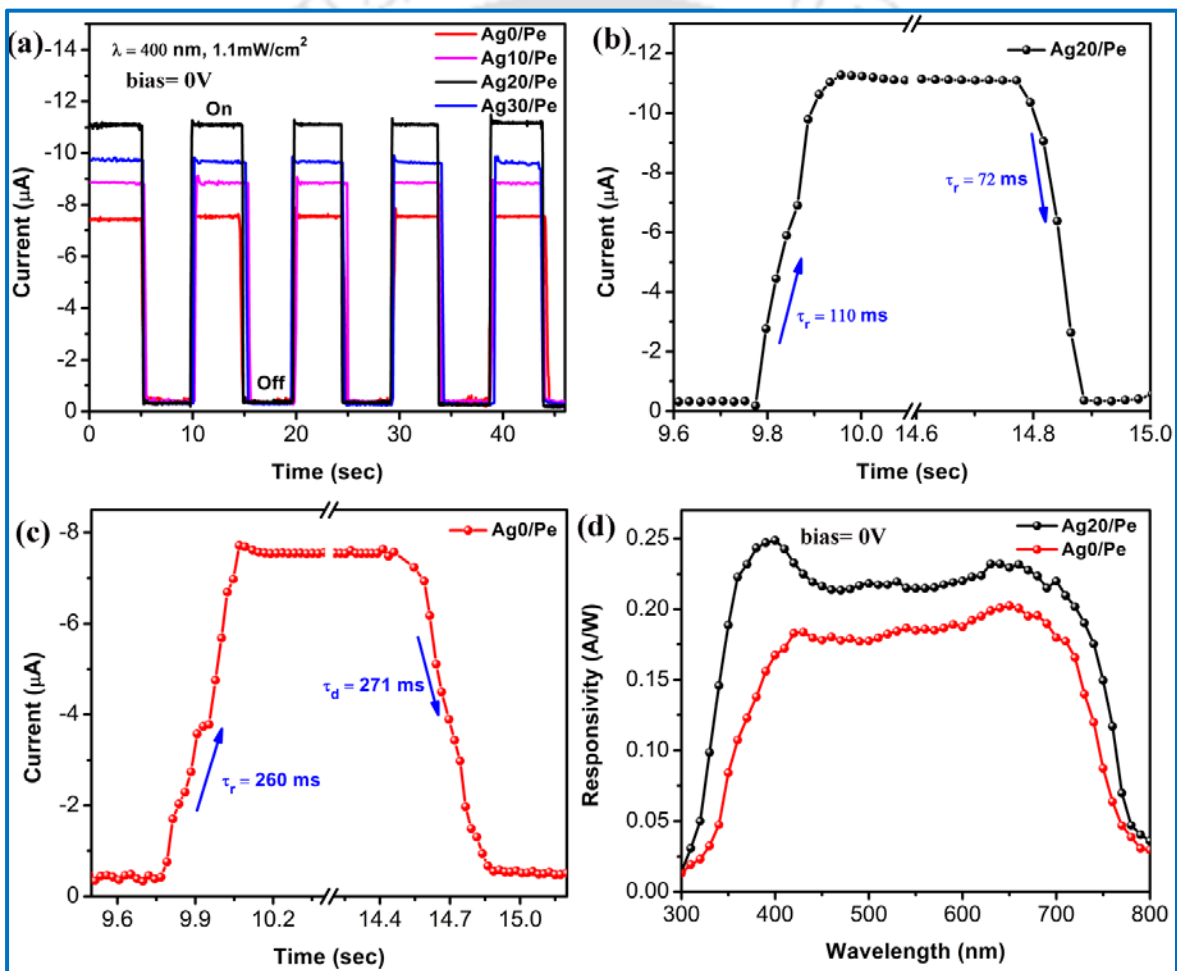 (a)
λ = 400 nm, 1.1mW/cm²
bias= 0V
Ag0/Pe
Ag10/Pe
Ag20/Pe
Ag30/Pe
On
Off
-14
-12
-10
-8
-6
-4
-2
0
Current (μA)
0 10 20 30 40
Time (sec)
(b)
Ag20/Pe
τr = 72 ms
τr = 110 ms
-12
-10
-8
-6
-4
-2
0
Current (μA)
9.6 9.8 10.0 14.6 14.8 15.0
Time (sec)
(c)
Ag0/Pe
τd = 271 ms
τr = 260 ms
-8
-6
-4
-2
0
Current (μA)
9.6 9.9 10.2 14.4 14.7 15.0
Time (sec)
(d)
bias= 0V
Ag20/Pe
Ag0/Pe
0.25
0.20
0.15
0.10
0.05
0.00
Responsivity (A/W)
300 400 500 600 700 800
Wavelength (nm)